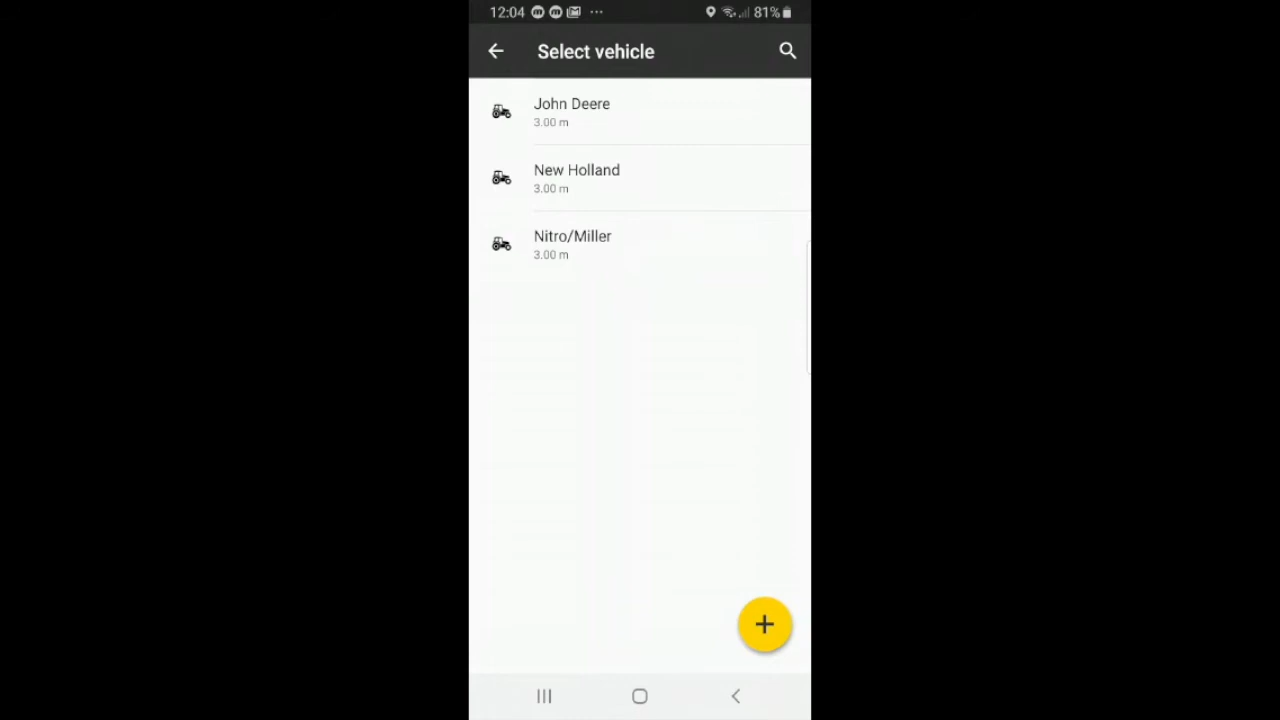 12:04 81%
Select vehicle
John Deere
3.00 m
New Holland
3.00 m
Nitro/Miller
3.00 m